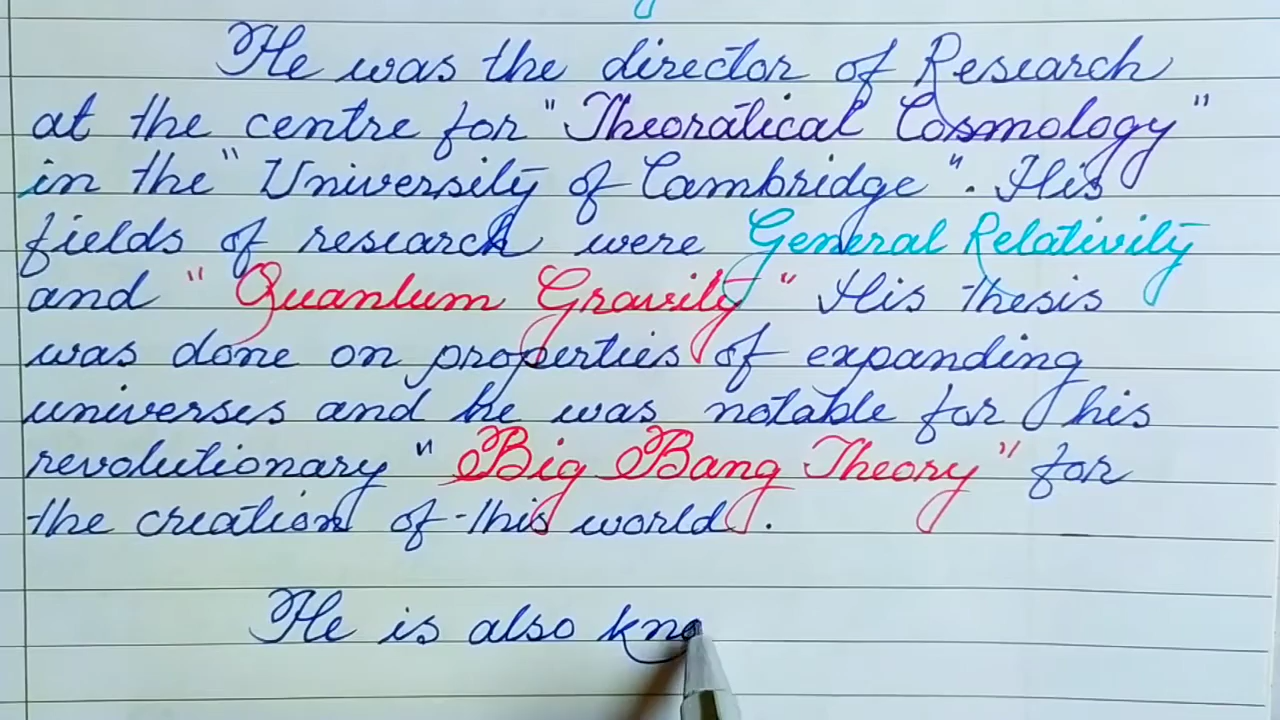 He was the director of Research
at the centre for "Theoratical Cosmology"
in the "University of Cambridge". His
fields of research were General Relativity
and "Quantum Gravity" His thesis
was done on properties of expanding
universes and he was notable for his
revolutionary "Big Bang Theory" for
the creation of this world.
He is also kno